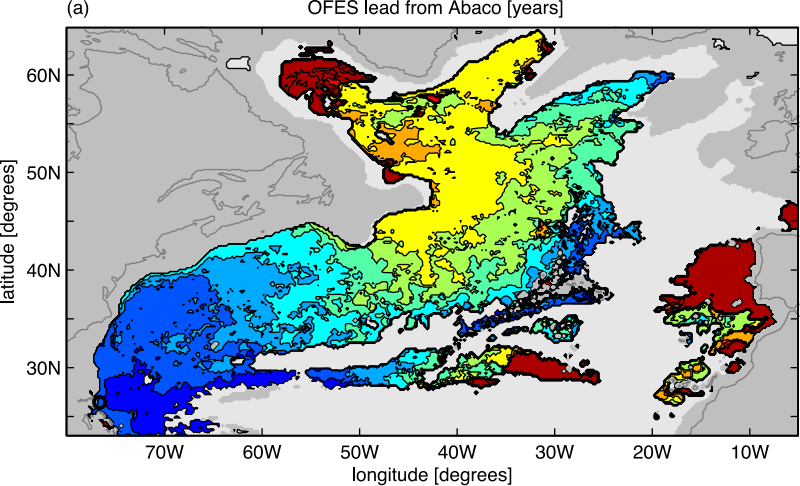 (a) OFES lead from Abaco [years]
60N
50N
40N
30N
latitude [degrees]
70W 60W 50W 40W 30W 20W 10W
longitude [degrees]